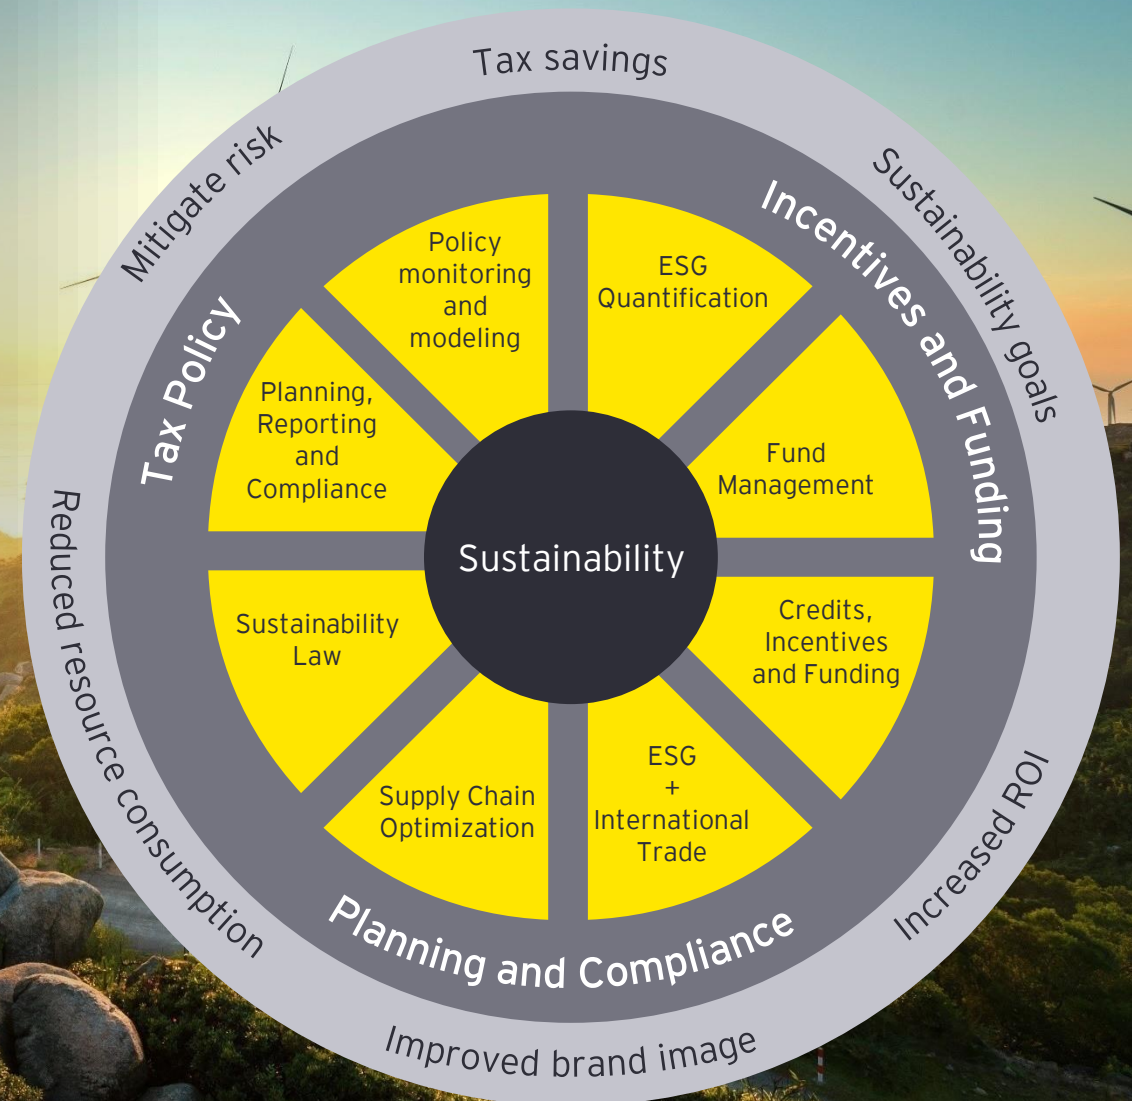 Tax savings
Mitigate risk
Sustainability goals
Incentives and Funding
Tax Policy
Policy
monitoring
and
modeling
ESG
Quantification
Planning,
Reporting
and
Compliance
Fund
Management
Sustainability
Sustainability
Law
Credits,
Incentives
and Funding
Supply Chain
Optimization
ESG
+
International
Trade
Planning and Compliance
Reduced resource consumption
Increased ROI
Improved brand image